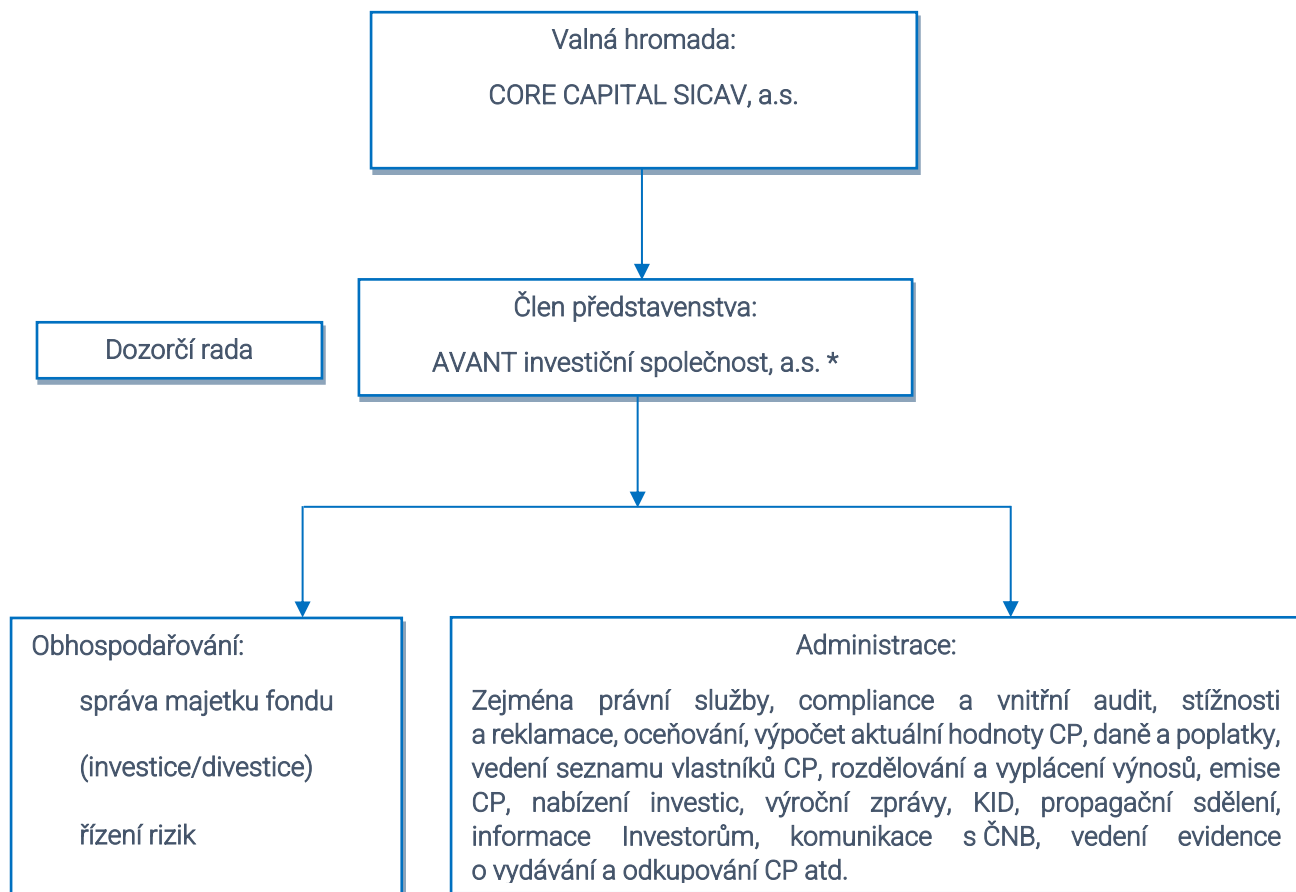 Valná hromada:
CORE CAPITAL SICAV, a.s.
Člen představenstva:
AVANT investiční společnost, a.s. *
Dozorčí rada
Obhospodařování:
správa majetku fondu
(investice/divestice)
řízení rizik
Administrace:
Zejména právní služby, compliance a vnitřní audit, stížnosti
a reklamace, oceňování, výpočet aktuální hodnoty CP, daně a poplatky,
vedení seznamu vlastníků CP, rozdělování a vyplácení výnosů, emise
CP, nabízení investic, výroční zprávy, KID, propagační sdělení,
informace Investorům, komunikace s ČNB, vedení evidence
o vydávání a odkupování CP atd.